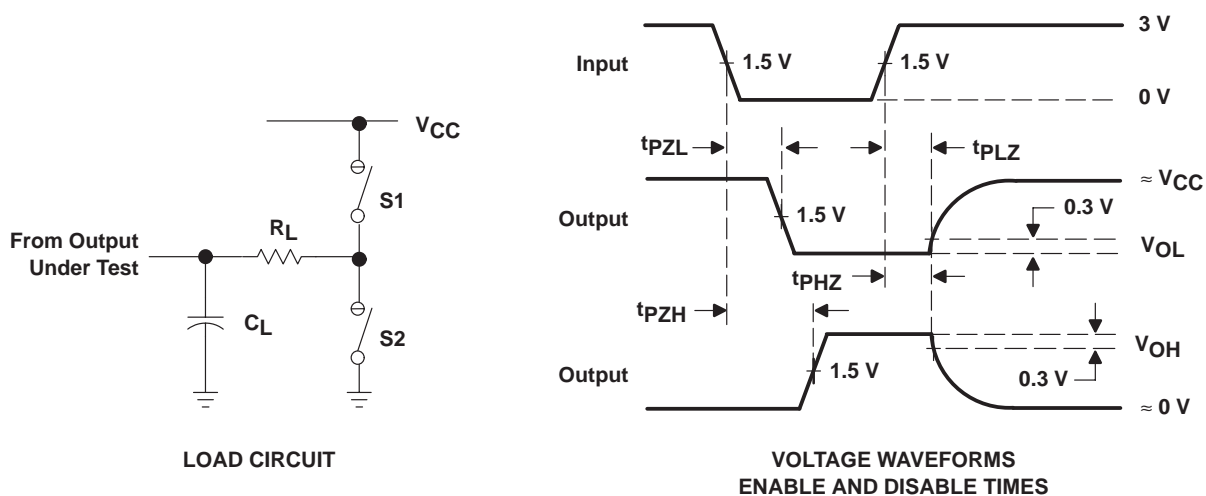 VCC
S1
RL
From Output
Under Test
CL
S2
LOAD CIRCUIT
3 V
Input
1.5 V
1.5 V
0 V
tPZL
tPLZ
≈ VCC
0.3 V
Output
1.5 V
VOL
tPHZ
tPZH
VOH
Output
1.5 V
0.3 V
≈ 0 V
VOLTAGE WAVEFORMS
ENABLE AND DISABLE TIMES